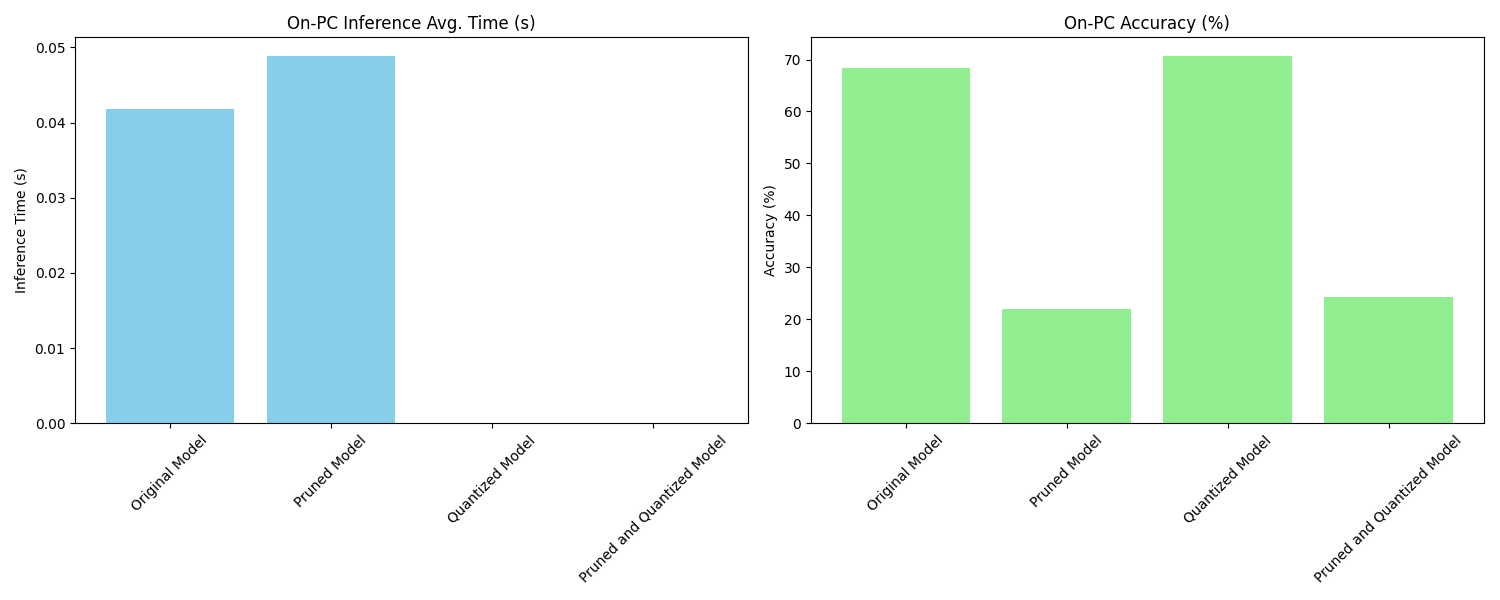 On-PC Inference Avg. Time (s)
Inference Time (s)
0.05
0.04
0.03
0.02
0.01
0.00
Original Model
Pruned Model
Quantized Model
Pruned and Quantized Model
On-PC Accuracy (%)
Accuracy (%)
70
60
50
40
30
20
10
0
Original Model
Pruned Model
Quantized Model
Pruned and Quantized Model